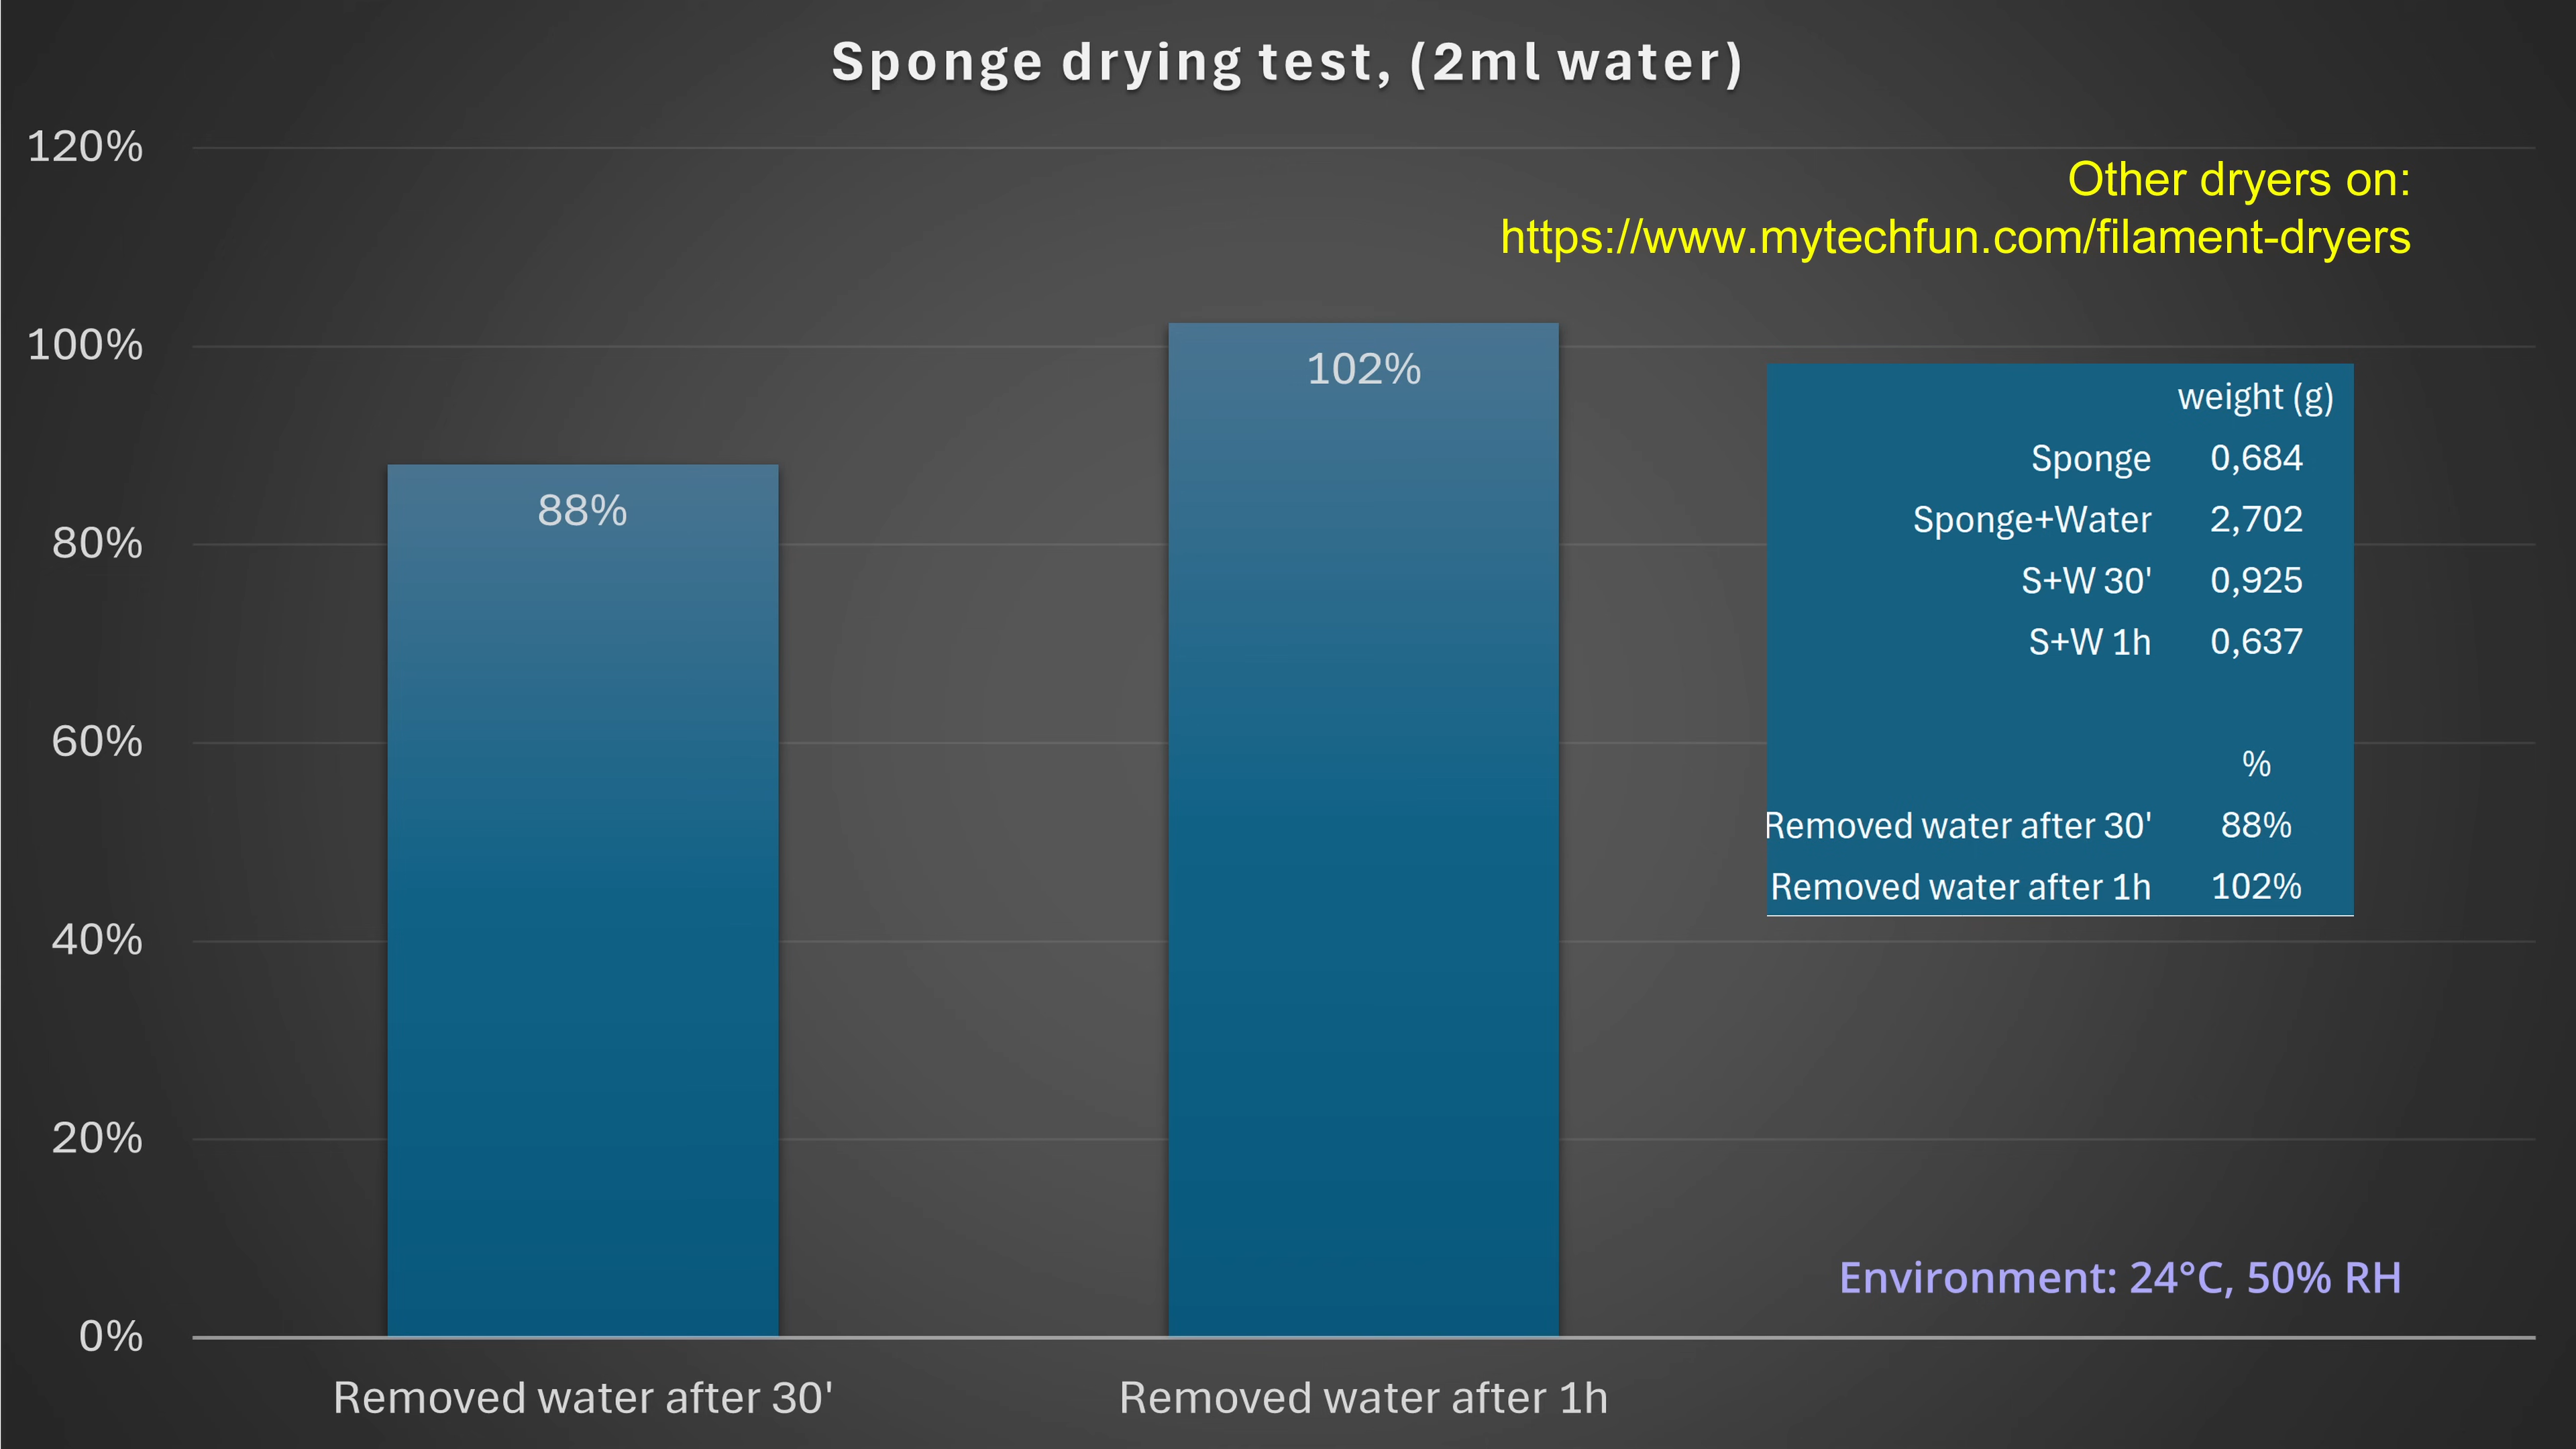 Sponge drying test, (2ml water)
120%
Other dryers on:
https://www.mytechfun.com/filament-dryers
100%
102%
weight (g)
Sponge 0,684
88%
Sponge+Water 2,702
80%
S+W 30' 0,925
S+W 1h 0,637
60%
%
Removed water after 30' 88%
Removed water after 1h 102%
40%
20%
Environment: 24°C, 50% RH
0%
Removed water after 30'
Removed water after 1h